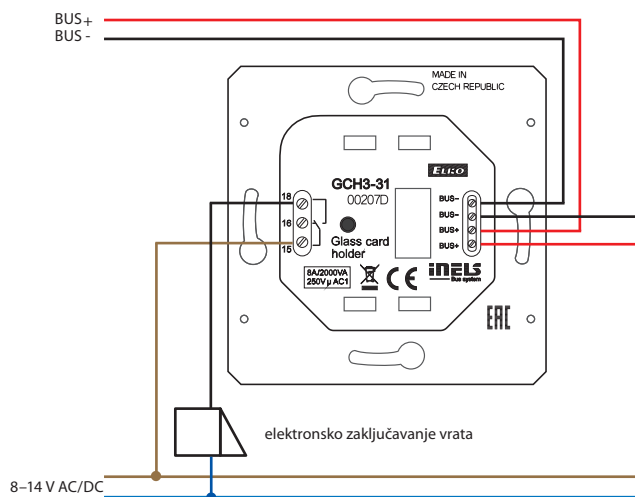 BUS+
BUS -
MADE IN
CZECH REPUBLIC
ELKO
GCH3-31
00207D
18
16
15
Glass card
holder
BUS-
BUS-
BUS+
BUS+
8A/2000VA
250V µ AC1
CE
iNELS
Bus system
EAC
elektronsko zaključavanje vrata
8–14 V AC/DC